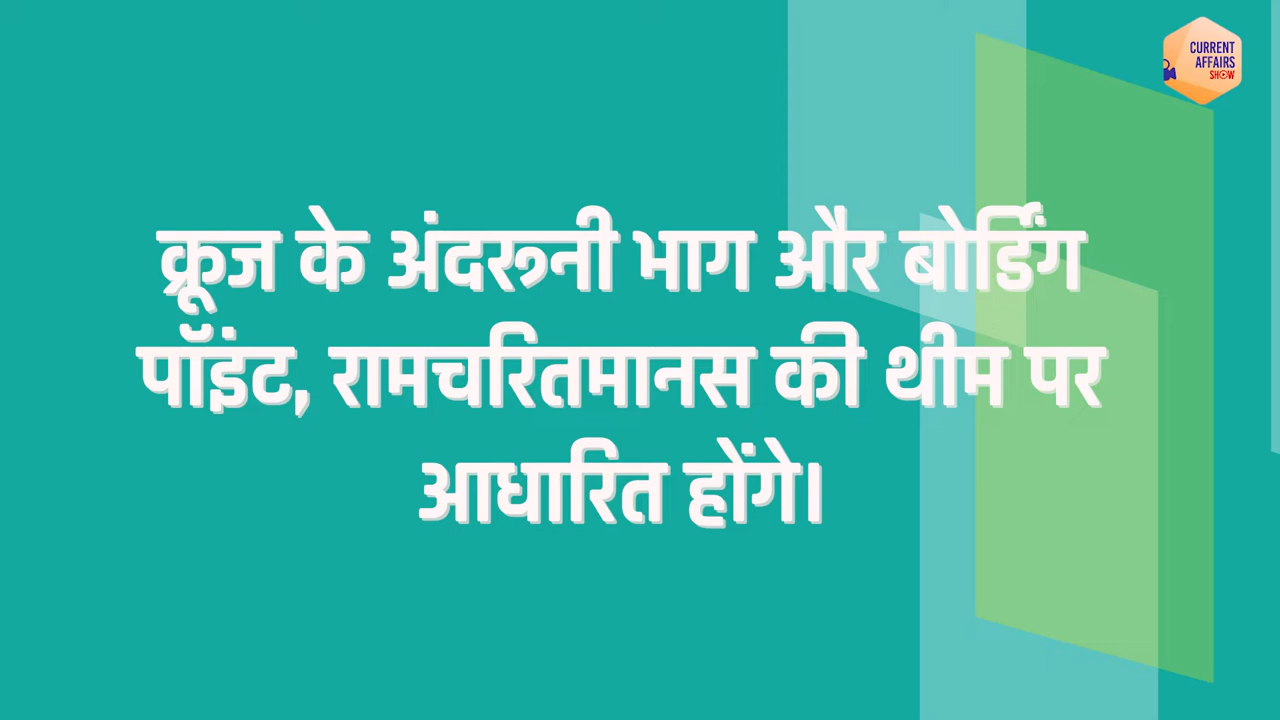 CURRENT
AFFAIRS
SHOW
क्रूज के अंदरूनी भाग और बोर्डिंग
पॉइंट, रामचरितमानस की थीम पर
आधारित होंगे।